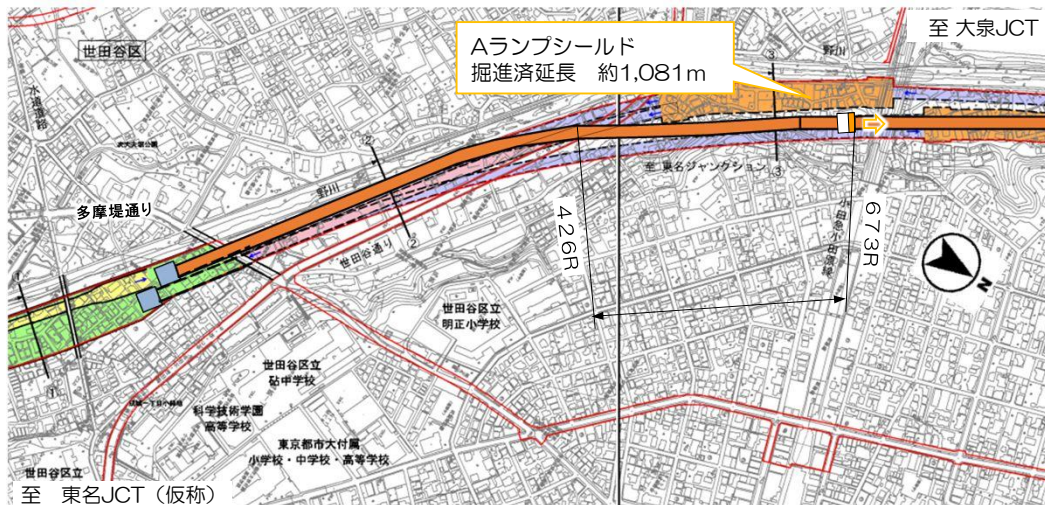 世田谷区
至 大泉JCT
Aランプシールド
掘進済延長 約1,081m
野川
水道道路
至 東名ジャンクション
多摩堤通り
野川
世田谷通り
426R
673R
小田急小田原線
N
世田谷区立
明正小学校
世田谷区立
砧中学校
科学技術学園
高等学校
東京都市大付属
小学校・中学校・高等学校
世田谷区立
至 東名JCT（仮称）
3
3
2
2
1
1